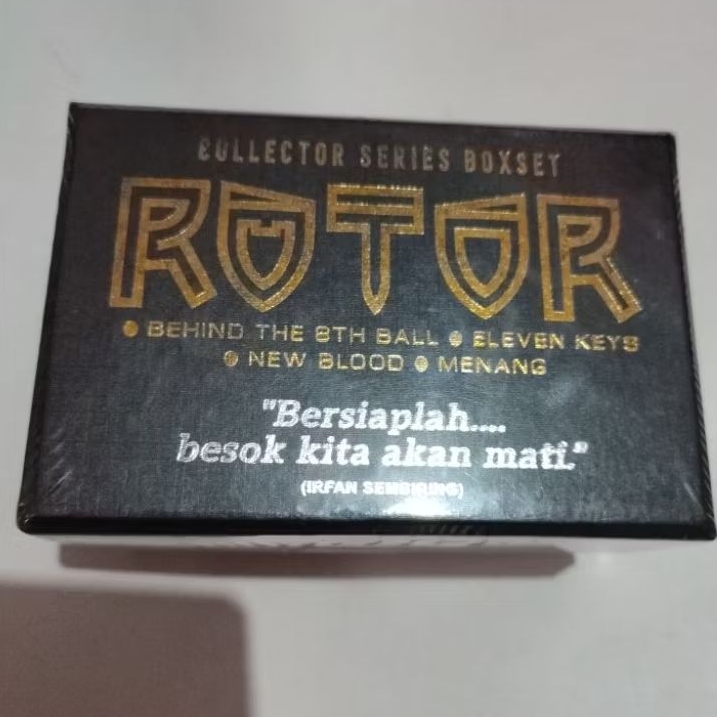 COLLECTOR SERIES BOXSET
ROTOR
• BEHIND THE 8TH BALL • ELEVEN KEYS
• NEW BLOOD • MENANG
"Bersiaplah....
besok kita akan mati."
(IRFAN SEMBIRING)